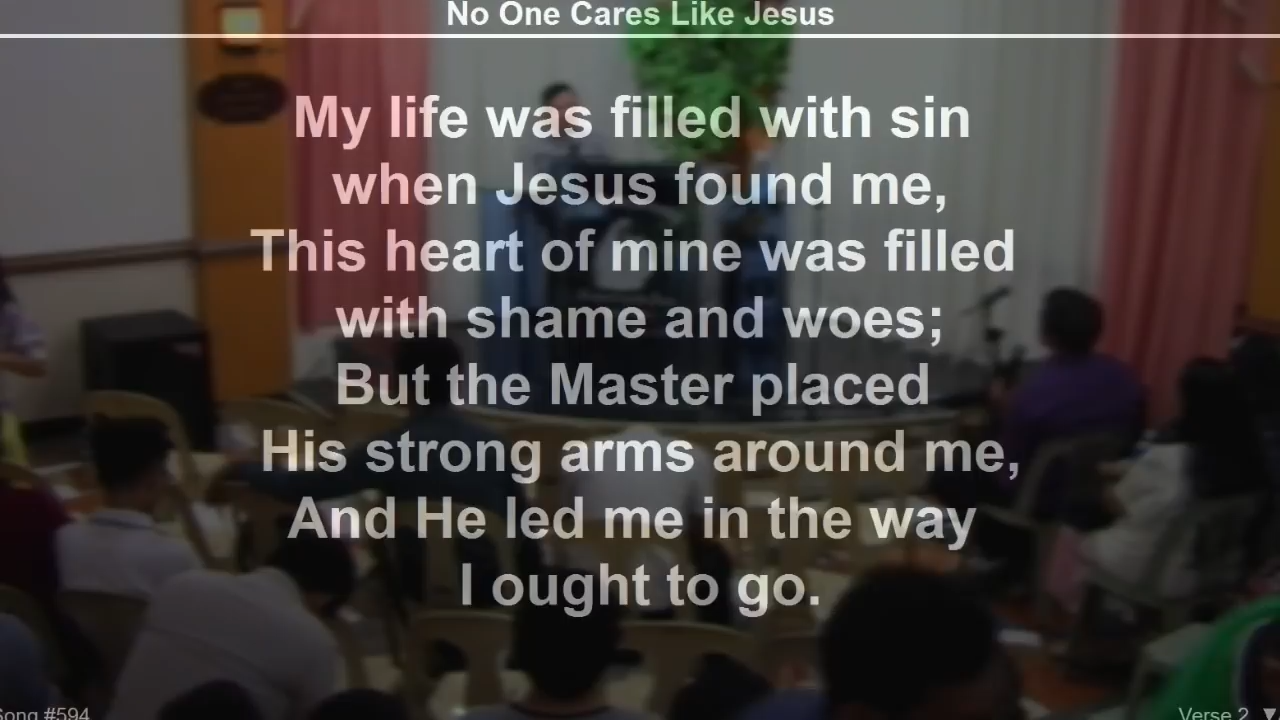 No One Cares Like Jesus
My life was filled with sin
when Jesus found me,
This heart of mine was filled
with shame and woes;
But the Master placed
His strong arms around me,
And He led me in the way
I ought to go.
Song #594
Verse 2 ▼